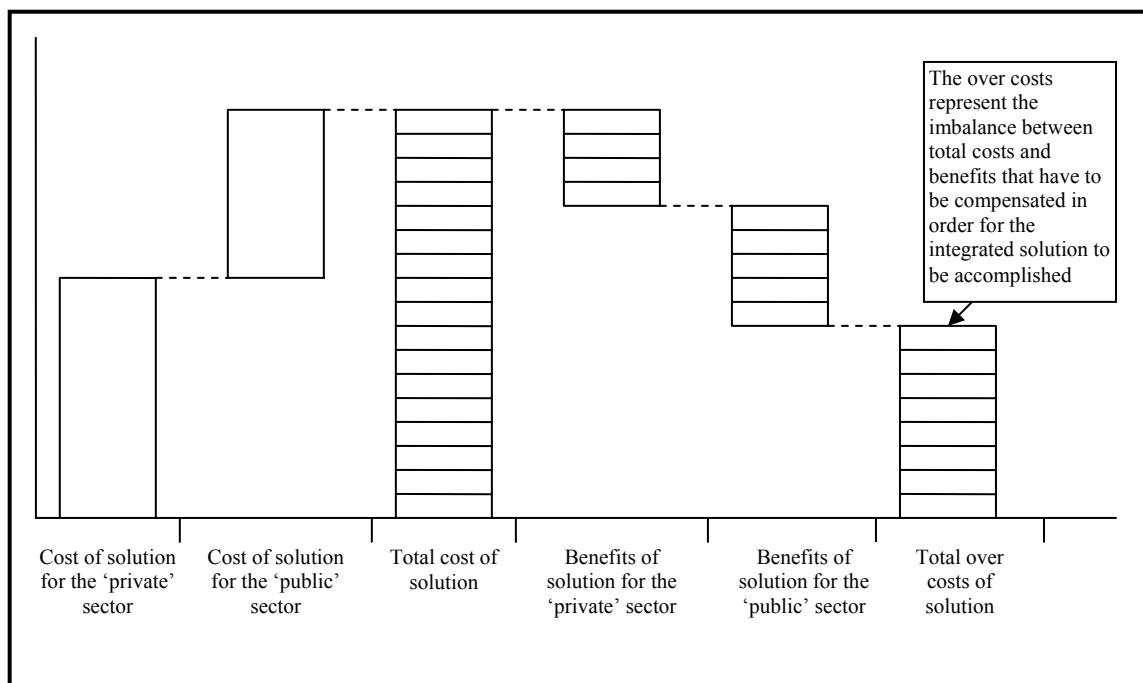 The over costs
represent the
imbalance between
total costs and
benefits that have to
be compensated in
order for the
integrated solution to
be accomplished
Cost of solution
for the ‘private’
sector
Cost of solution
for the ‘public’
sector
Total cost of
solution
Benefits of
solution for the
‘private’ sector
Benefits of
solution for the
‘public’ sector
Total over
costs of
solution